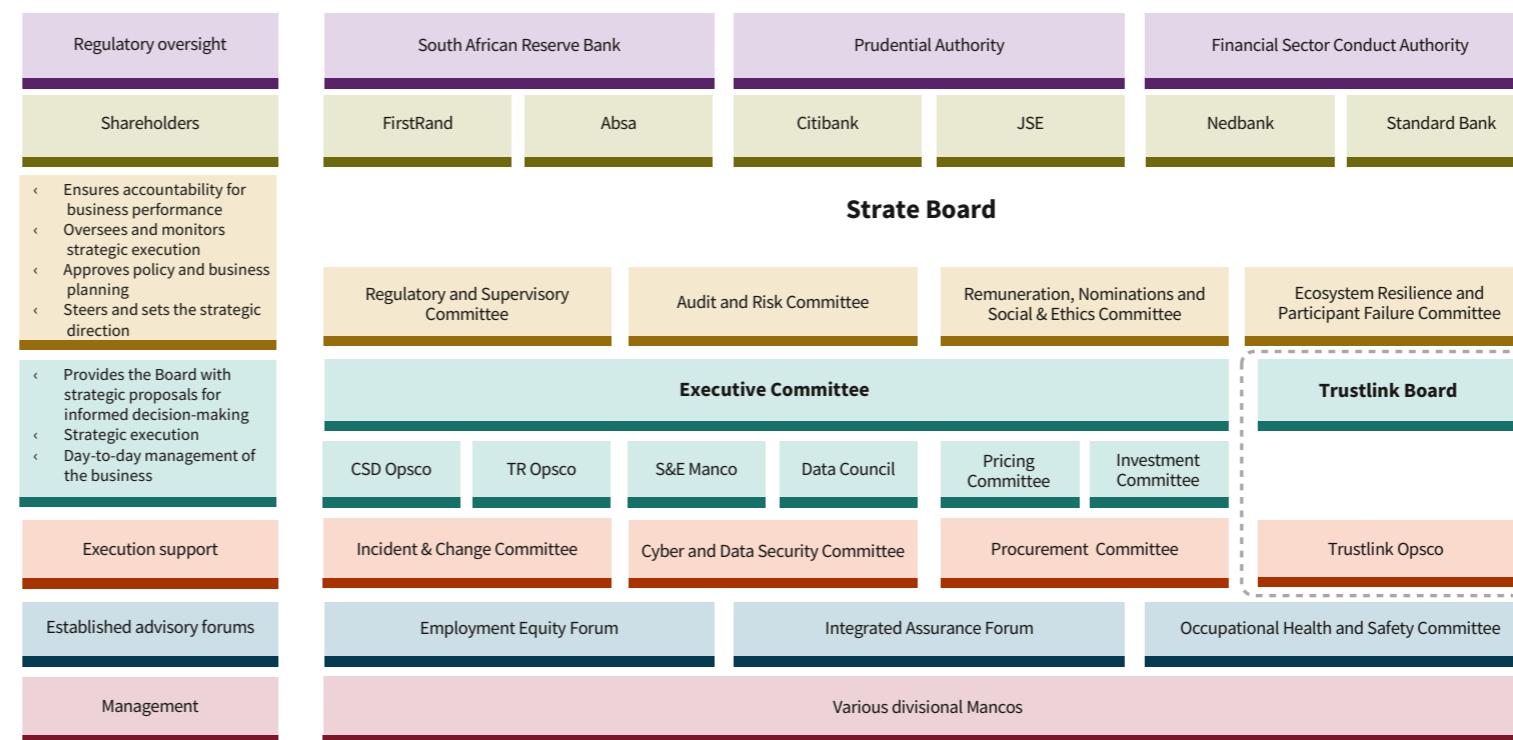 Regulatory oversight
South African Reserve Bank
Prudential Authority
Financial Sector Conduct Authority
Shareholders
FirstRand
Absa
Citibank
JSE
Nedbank
Standard Bank
‹ Ensures accountability for
business performance
‹ Oversees and monitors
strategic execution
‹ Approves policy and business
planning
‹ Steers and sets the strategic
direction
Strate Board
Regulatory and Supervisory
Committee
Audit and Risk Committee
Remuneration, Nominations and
Social & Ethics Committee
Ecosystem Resilience and
Participant Failure Committee
‹ Provides the Board with
strategic proposals for
informed decision-making
‹ Strategic execution
‹ Day-to-day management of
the business
Executive Committee
Trustlink Board
CSD Opsco
TR Opsco
S&E Manco
Data Council
Pricing
Committee
Investment
Committee
Execution support
Incident & Change Committee
Cyber and Data Security Committee
Procurement Committee
Trustlink Opsco
Established advisory forums
Employment Equity Forum
Integrated Assurance Forum
Occupational Health and Safety Committee
Management
Various divisional Mancos